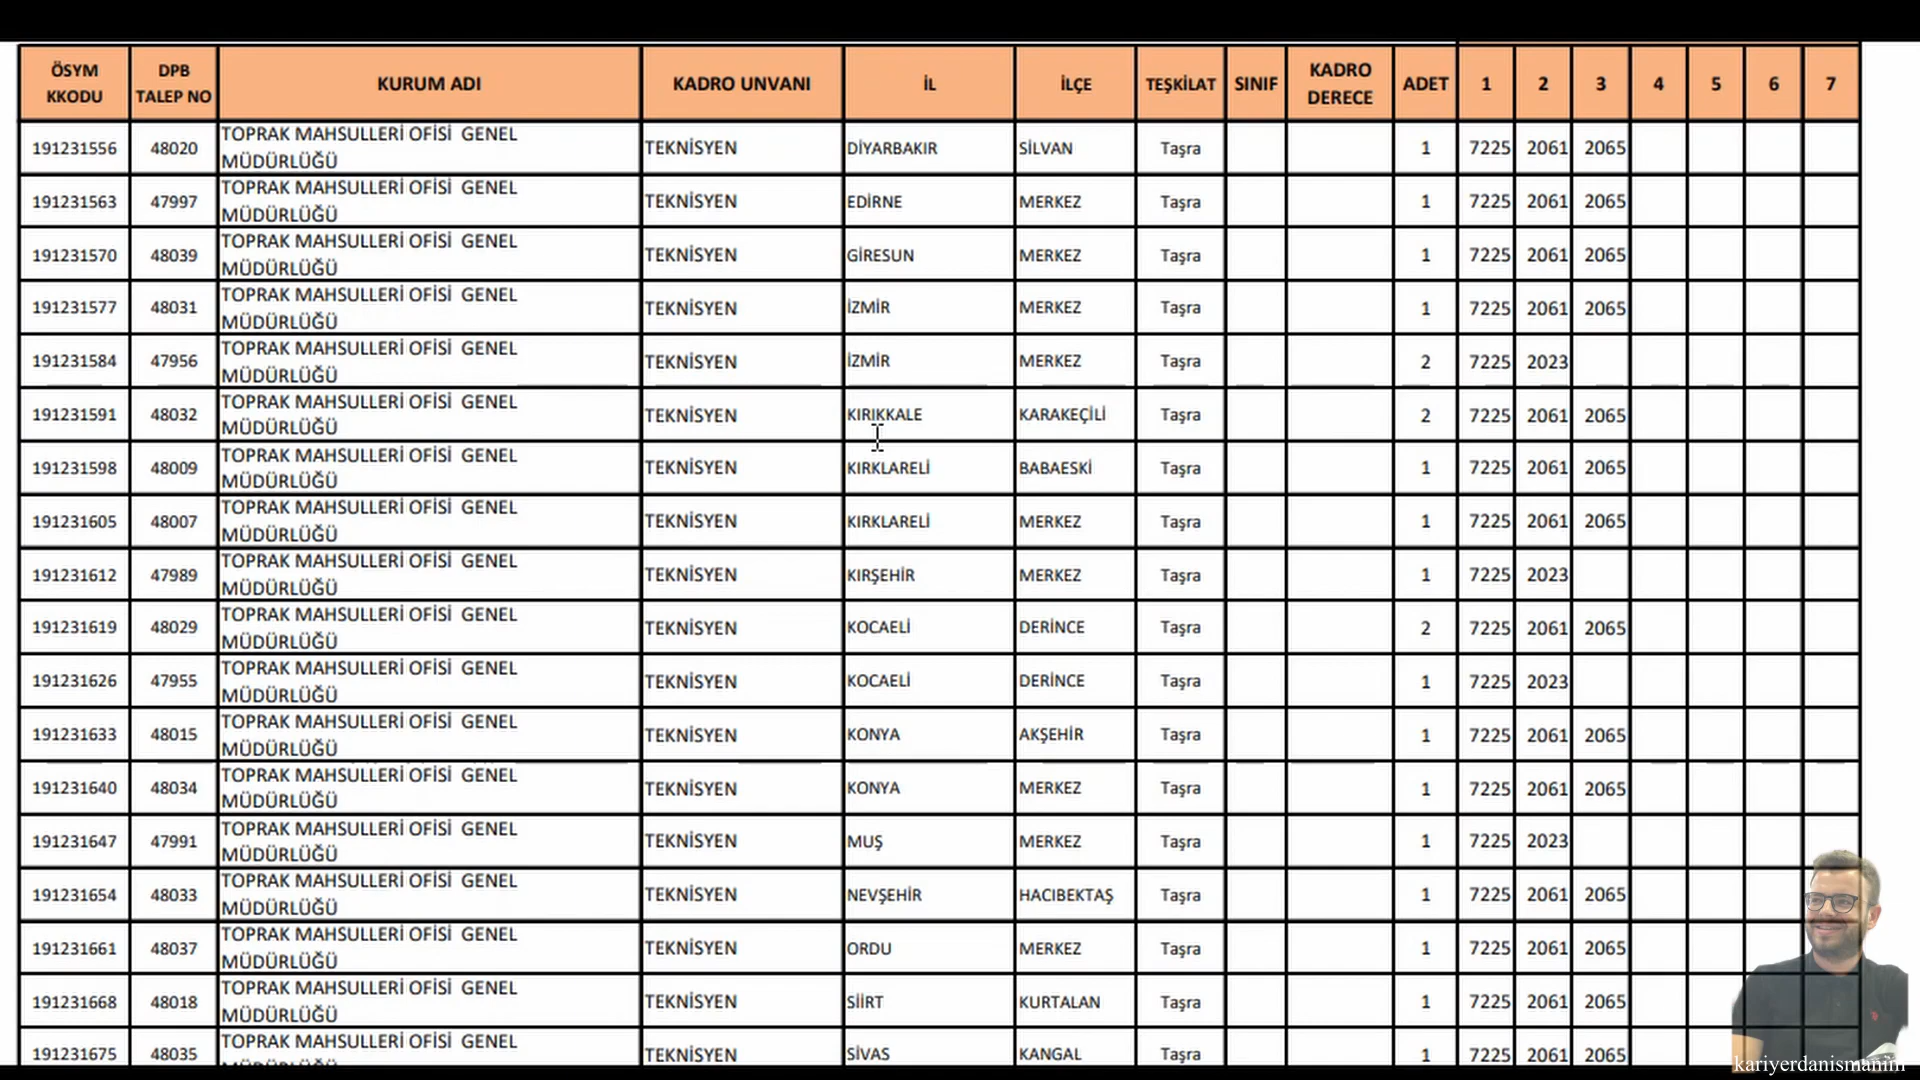 ÖSYM KKODU DPB TALEP NO KURUM ADI KADRO UNVANI İL İLÇE TEŞKİLAT SINIF KADRO DERECE ADET 1 2 3 4 5 6 7
191231556 48020 TOPRAK MAHSULLERİ OFİSİ GENEL MÜDÜRLÜĞÜ TEKNİSYEN DİYARBAKIR SİLVAN Taşra 1 7225 2061 2065
191231563 47997 TOPRAK MAHSULLERİ OFİSİ GENEL MÜDÜRLÜĞÜ TEKNİSYEN EDİRNE MERKEZ Taşra 1 7225 2061 2065
191231570 48039 TOPRAK MAHSULLERİ OFİSİ GENEL MÜDÜRLÜĞÜ TEKNİSYEN GİRESUN MERKEZ Taşra 1 7225 2061 2065
191231577 48031 TOPRAK MAHSULLERİ OFİSİ GENEL MÜDÜRLÜĞÜ TEKNİSYEN İZMİR MERKEZ Taşra 1 7225 2061 2065
191231584 47956 TOPRAK MAHSULLERİ OFİSİ GENEL MÜDÜRLÜĞÜ TEKNİSYEN İZMİR MERKEZ Taşra 2 7225 2023
191231591 48032 TOPRAK MAHSULLERİ OFİSİ GENEL MÜDÜRLÜĞÜ TEKNİSYEN KIRIKKALE KARAKEÇİLİ Taşra 2 7225 2061 2065
191231598 48009 TOPRAK MAHSULLERİ OFİSİ GENEL MÜDÜRLÜĞÜ TEKNİSYEN KIRKLARELİ BABAESKİ Taşra 1 7225 2061 2065
191231605 48007 TOPRAK MAHSULLERİ OFİSİ GENEL MÜDÜRLÜĞÜ TEKNİSYEN KIRKLARELİ MERKEZ Taşra 1 7225 2061 2065
191231612 47989 TOPRAK MAHSULLERİ OFİSİ GENEL MÜDÜRLÜĞÜ TEKNİSYEN KIRŞEHİR MERKEZ Taşra 1 7225 2023
191231619 48029 TOPRAK MAHSULLERİ OFİSİ GENEL MÜDÜRLÜĞÜ TEKNİSYEN KOCAELİ DERİNCE Taşra 2 7225 2061 2065
191231626 47955 TOPRAK MAHSULLERİ OFİSİ GENEL MÜDÜRLÜĞÜ TEKNİSYEN KOCAELİ DERİNCE Taşra 1 7225 2023
191231633 48015 TOPRAK MAHSULLERİ OFİSİ GENEL MÜDÜRLÜĞÜ TEKNİSYEN KONYA AKŞEHİR Taşra 1 7225 2061 2065
191231640 48034 TOPRAK MAHSULLERİ OFİSİ GENEL MÜDÜRLÜĞÜ TEKNİSYEN KONYA MERKEZ Taşra 1 7225 2061 2065
191231647 47991 TOPRAK MAHSULLERİ OFİSİ GENEL MÜDÜRLÜĞÜ TEKNİSYEN MUŞ MERKEZ Taşra 1 7225 2023
191231654 48033 TOPRAK MAHSULLERİ OFİSİ GENEL MÜDÜRLÜĞÜ TEKNİSYEN NEVŞEHİR HACIBEKTAŞ Taşra 1 7225 2061 2065
191231661 48037 TOPRAK MAHSULLERİ OFİSİ GENEL MÜDÜRLÜĞÜ TEKNİSYEN ORDU MERKEZ Taşra 1 7225 2061 2065
191231668 48018 TOPRAK MAHSULLERİ OFİSİ GENEL MÜDÜRLÜĞÜ TEKNİSYEN SİİRT KURTALAN Taşra 1 7225 2061 2065
191231675 48035 TOPRAK MAHSULLERİ OFİSİ GENEL TEKNİSYEN SİVAS KANGAL Taşra 1 7225 2061 2065
kariyerdanismanim